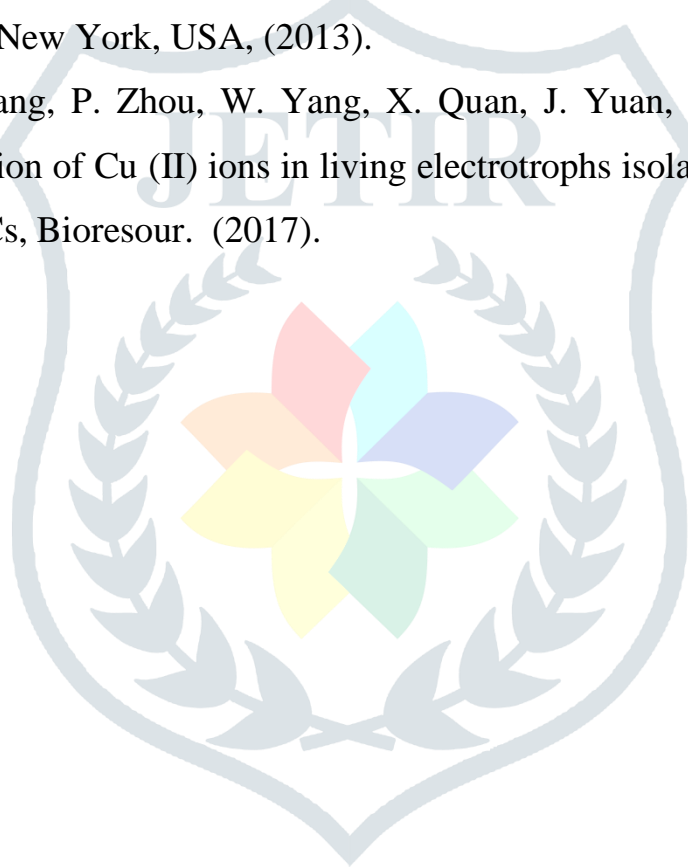 New York, USA, (2013).
ang, P. Zhou, W. Yang, X. Quan, J. Yuan,
ion of Cu (II) ions in living electrotrophs isola
Cs, Bioresour. (2017).
JETIR